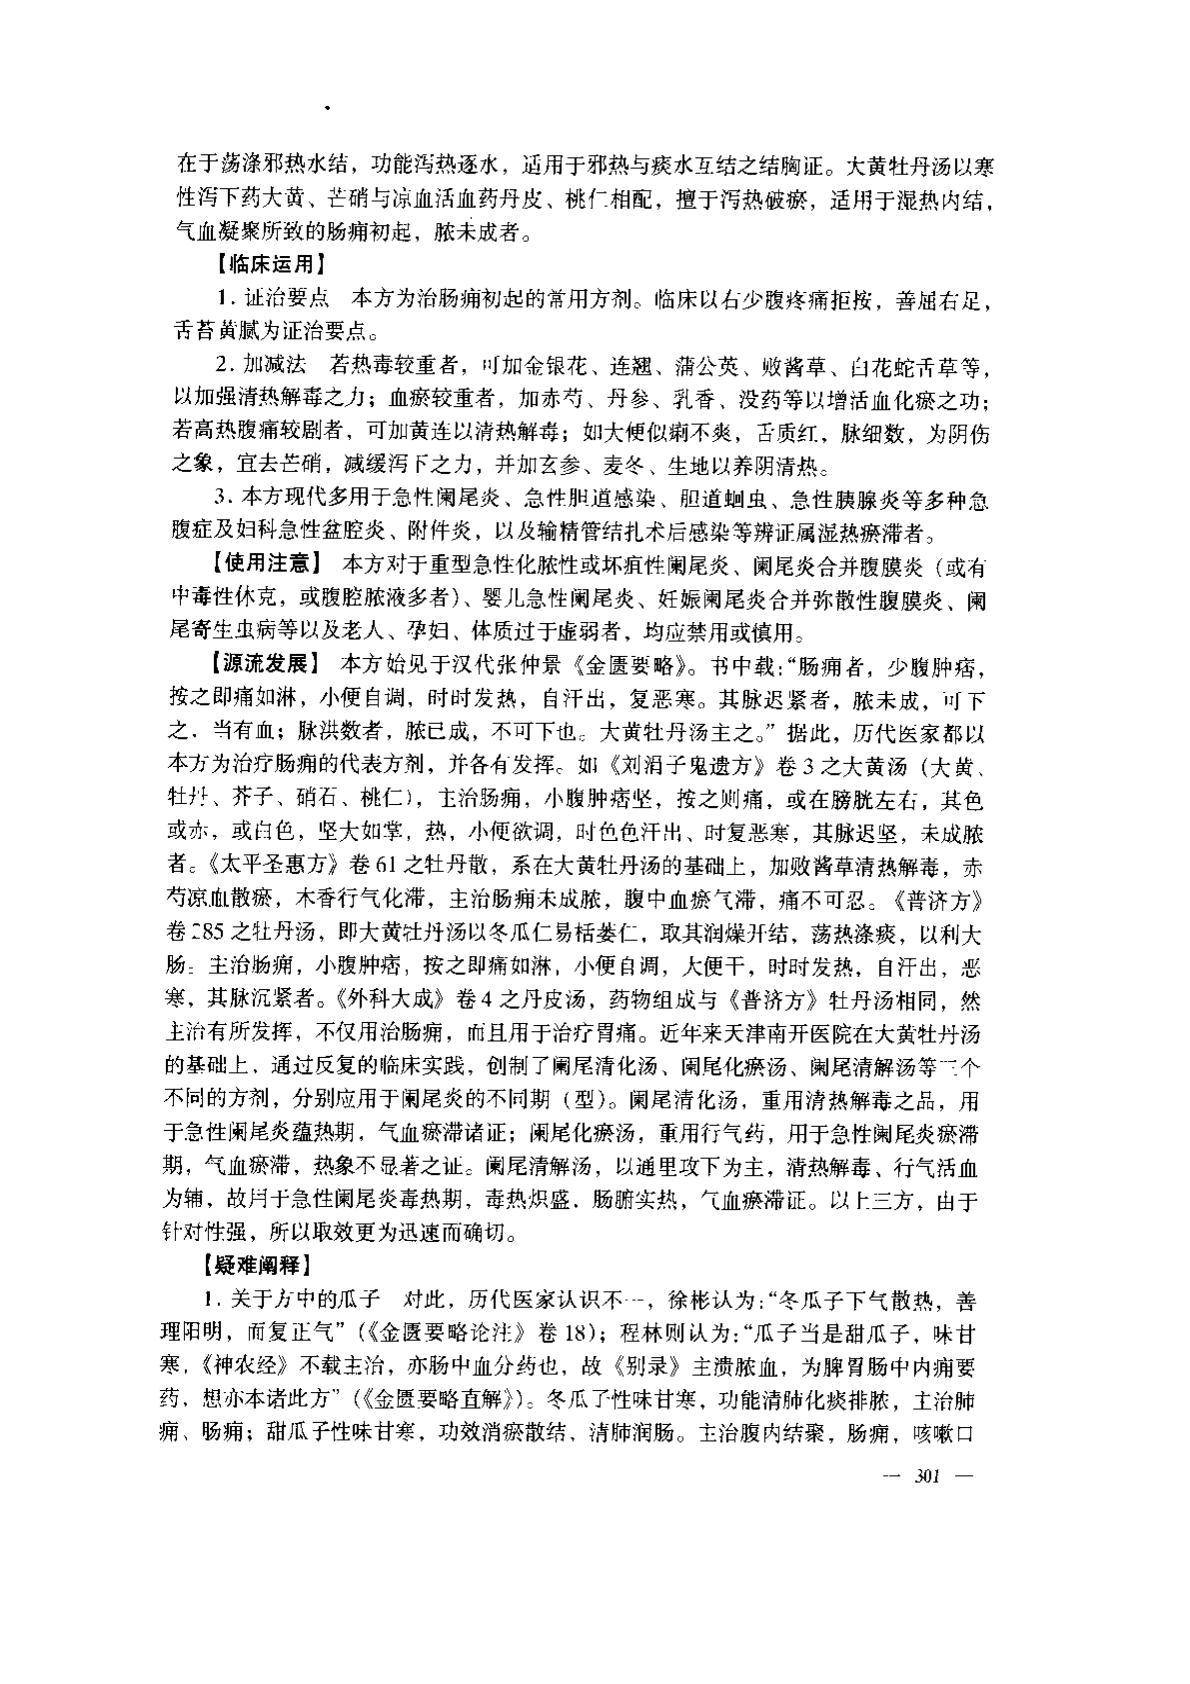 在于荡涤邪热水结，功能泻热逐水，适用于邪热与痰水互结之结胸证。大黄牡丹汤以寒
性泻下药大黄、芒硝与凉血活血药丹皮、桃仁相配，擅于泻热破瘀，适用于湿热内结，
气血凝聚所致的肠痈初起，脓未成者。
【临床运用】
1. 证治要点　本方为治肠痈初起的常用方剂。临床以右少腹疼痛拒按，善屈右足，
舌苔黄腻为证治要点。
2. 加减法　若热毒较重者，可加金银花、连翘、蒲公英、败酱草、白花蛇舌草等，
以加强清热解毒之力；血瘀较重者，加赤芍、丹参、乳香、没药等以增活血化瘀之功；
若高热腹痛较剧者，可加黄连以清热解毒；如大便似痢不爽，舌质红，脉细数，为阴伤
之象，宜去芒硝，减缓泻下之力，并加玄参、麦冬、生地以养阴清热。
3. 本方现代多用于急性阑尾炎、急性胆道感染、胆道蛔虫、急性胰腺炎等多种急
腹症及妇科急性盆腔炎、附件炎，以及输精管结扎术后感染等辨证属湿热瘀滞者。
【使用注意】　本方对于重型急性化脓性或坏疽性阑尾炎、阑尾炎合并腹膜炎（或有
中毒性休克，或腹腔脓液多者）、婴儿急性阑尾炎、妊娠阑尾炎合并弥散性腹膜炎、阑
尾寄生虫病等以及老人、孕妇、体质过于虚弱者，均应禁用或慎用。
【源流发展】　本方始见于汉代张仲景《金匮要略》。书中载：“肠痈者，少腹肿痞，
按之即痛如淋，小便自调，时时发热，自汗出，复恶寒。其脉迟紧者，脓未成，可下
之，当有血；脉洪数者，脓已成，不可下也。大黄牡丹汤主之。”据此，历代医家都以
本方为治疗肠痈的代表方剂，并各有发挥。如《刘涓子鬼遗方》卷 3 之大黄汤（大黄、
牡丹、芥子、硝石、桃仁），主治肠痈，小腹肿痞坚，按之则痛，或在膀胱左右，其色
或赤，或白色，坚大如掌，热，小便欲调，时色色汗出、时复恶寒，其脉迟坚，未成脓
者。《太平圣惠方》卷 61 之牡丹散，系在大黄牡丹汤的基础上，加败酱草清热解毒，赤
芍凉血散瘀，木香行气化滞，主治肠痈未成脓，腹中血瘀气滞，痛不可忍。《普济方》
卷 285 之牡丹汤，即大黄牡丹汤以冬瓜仁易栝蒌仁，取其润燥开结，荡热涤痰，以利大
肠。主治肠痈，小腹肿痞，按之即痛如淋，小便自调，大便干，时时发热，自汗出，恶
寒，其脉沉紧者。《外科大成》卷 4 之丹皮汤，药物组成与《普济方》牡丹汤相同，然
主治有所发挥，不仅用治肠痈，而且用于治疗胃痛。近年来天津南开医院在大黄牡丹汤
的基础上，通过反复的临床实践，创制了阑尾清化汤、阑尾化瘀汤、阑尾清解汤等三个
不同的方剂，分别应用于阑尾炎的不同期（型）。阑尾清化汤，重用清热解毒之品，用
于急性阑尾炎蕴热期，气血瘀滞诸证；阑尾化瘀汤，重用行气药，用于急性阑尾炎瘀滞
期，气血瘀滞，热象不显著之证。阑尾清解汤，以通里攻下为主，清热解毒、行气活血
为辅，故用于急性阑尾炎毒热期，毒热炽盛，肠腑实热，气血瘀滞证。以上三方，由于
针对性强，所以取效更为迅速而确切。
【疑难阐释】
1. 关于方中的瓜子　对此，历代医家认识不一，徐彬认为：“冬瓜子下气散热，善
理阳明，而复正气”（《金匮要略论注》卷 18）；程林则认为：“瓜子当是甜瓜子，味甘
寒，《神农经》不载主治，亦肠中血分药也，故《别录》主溃脓血，为脾胃肠中内痈要
药，想亦本诸此方”（《金匮要略直解》）。冬瓜子性味甘寒，功能清肺化痰排脓，主治肺
痈、肠痈；甜瓜子性味甘寒，功效消瘀散结，清肺润肠。主治腹内结聚，肠痈，咳嗽口
— 301 —